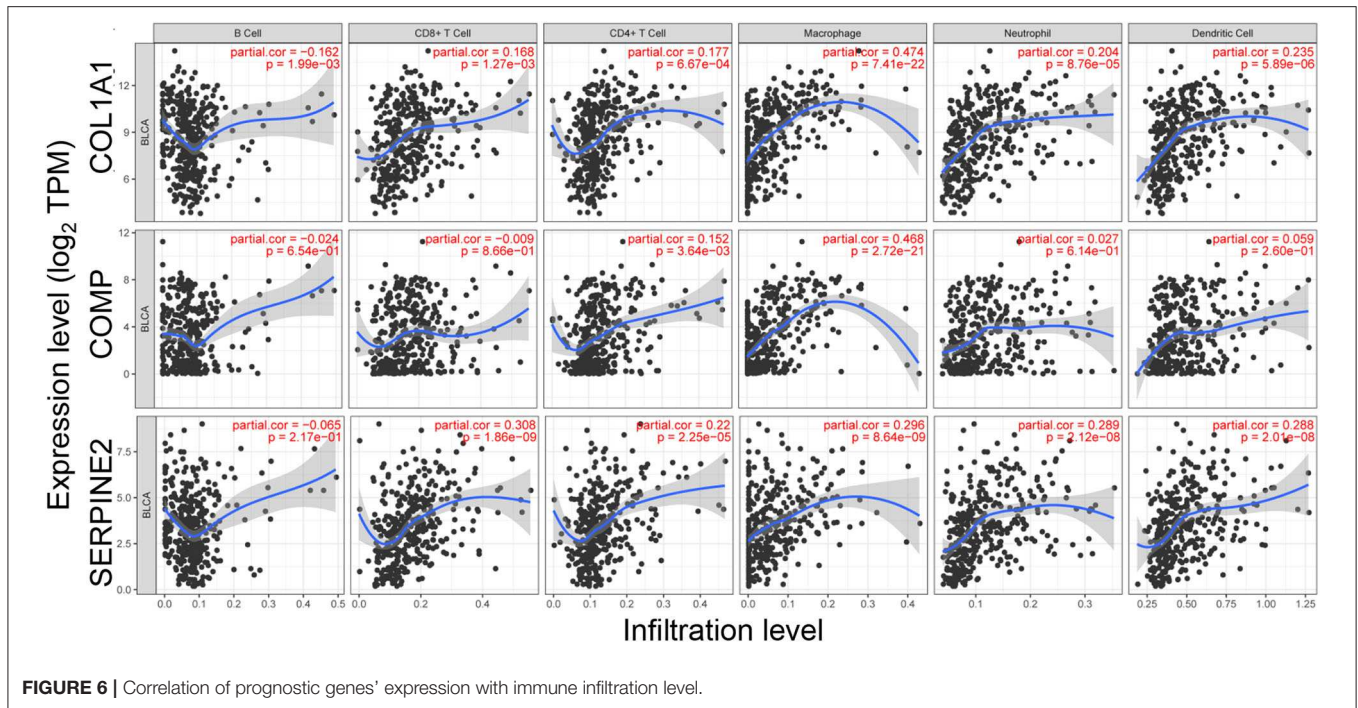 B Cell CD8+ T Cell CD4+ T Cell Macrophage Neutrophil Dendritic Cell
Expression level (log2 TPM)
COL1A1
BLCA
12
9
6
partial.cor = −0.162
p = 1.99e−03
partial.cor = 0.168
p = 1.27e−03
partial.cor = 0.177
p = 6.67e−04
partial.cor = 0.474
p = 7.41e−22
partial.cor = 0.204
p = 8.76e−05
partial.cor = 0.235
p = 5.89e−06
COMP
BLCA
12
8
4
0
partial.cor = −0.024
p = 6.54e−01
partial.cor = −0.009
p = 8.66e−01
partial.cor = 0.152
p = 3.64e−03
partial.cor = 0.468
p = 2.72e−21
partial.cor = 0.027
p = 6.14e−01
partial.cor = 0.059
p = 2.60e−01
SERPINE2
BLCA
7.5
5.0
2.5
0.0
partial.cor = −0.065
p = 2.17e−01
partial.cor = 0.308
p = 1.86e−09
partial.cor = 0.22
p = 2.25e−05
partial.cor = 0.296
p = 8.64e−09
partial.cor = 0.289
p = 2.12e−08
partial.cor = 0.288
p = 2.01e−08
0.0 0.1 0.2 0.3 0.4 0.5 0.0 0.2 0.4 0.0 0.1 0.2 0.3 0.4 0.0 0.1 0.2 0.3 0.4 0.1 0.2 0.3 0.25 0.50 0.75 1.00 1.25
Infiltration level
FIGURE 6 | Correlation of prognostic genes' expression with immune infiltration level.